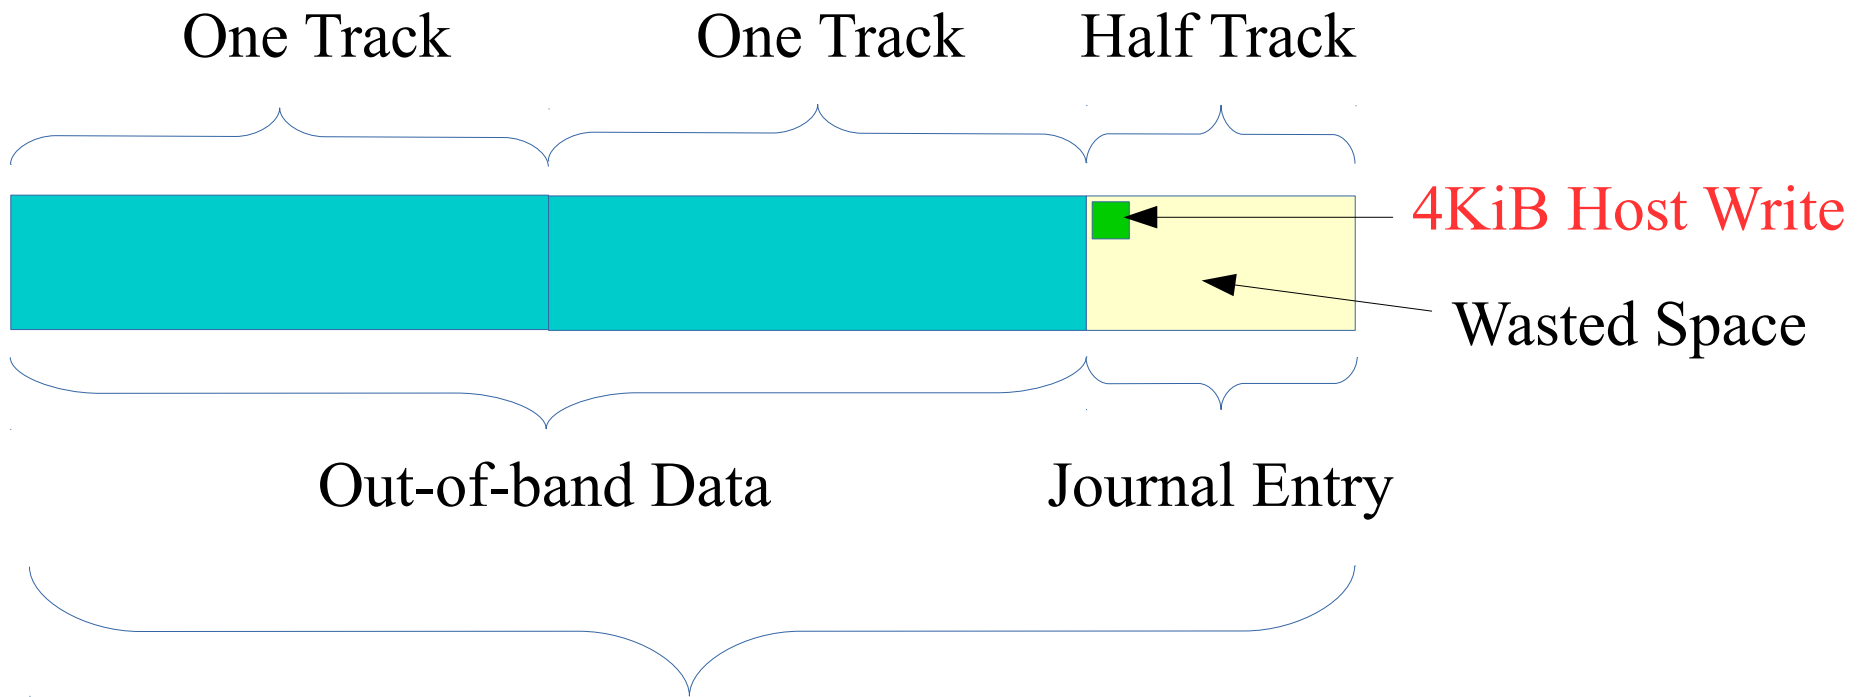 One Track
One Track
Half Track
4KiB Host Write
Wasted Space
Out-of-band Data
Journal Entry